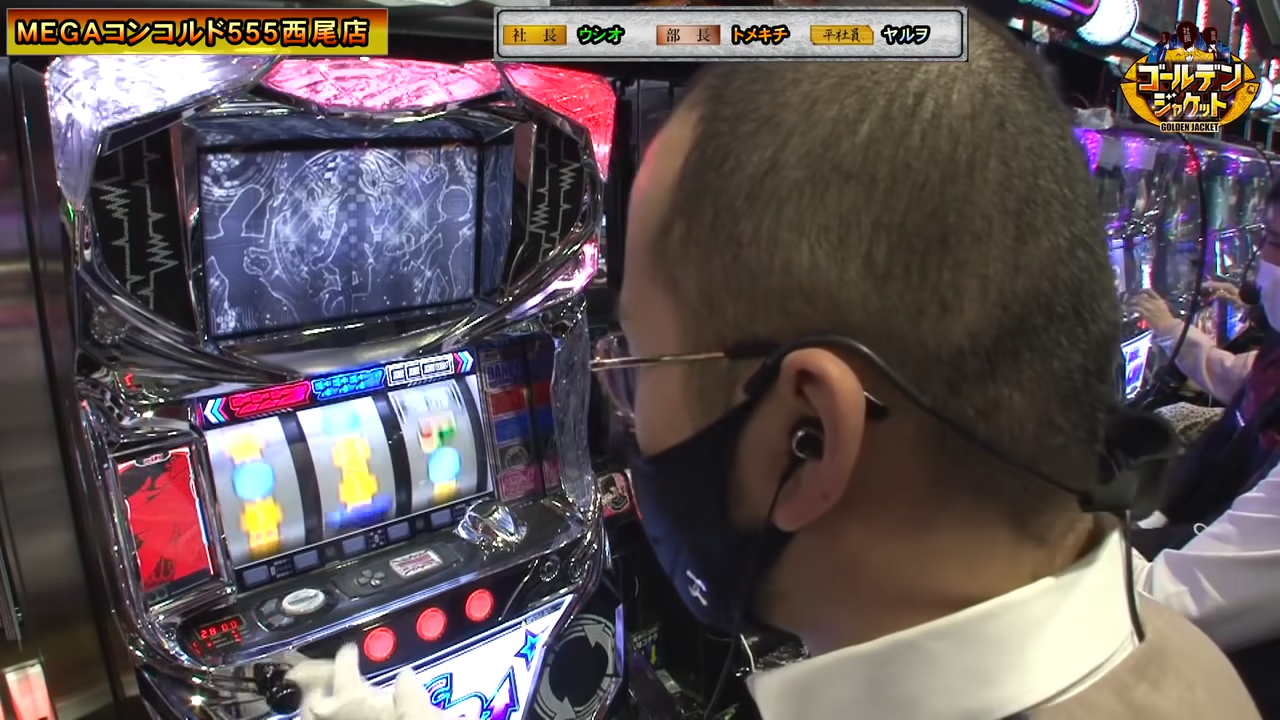 MEGAコンコルド555西尾店
社長 ウシオ 部長 トメキチ 平社員 ヤルヲ
ゴールデン
ジャケット
GOLDEN JACKET